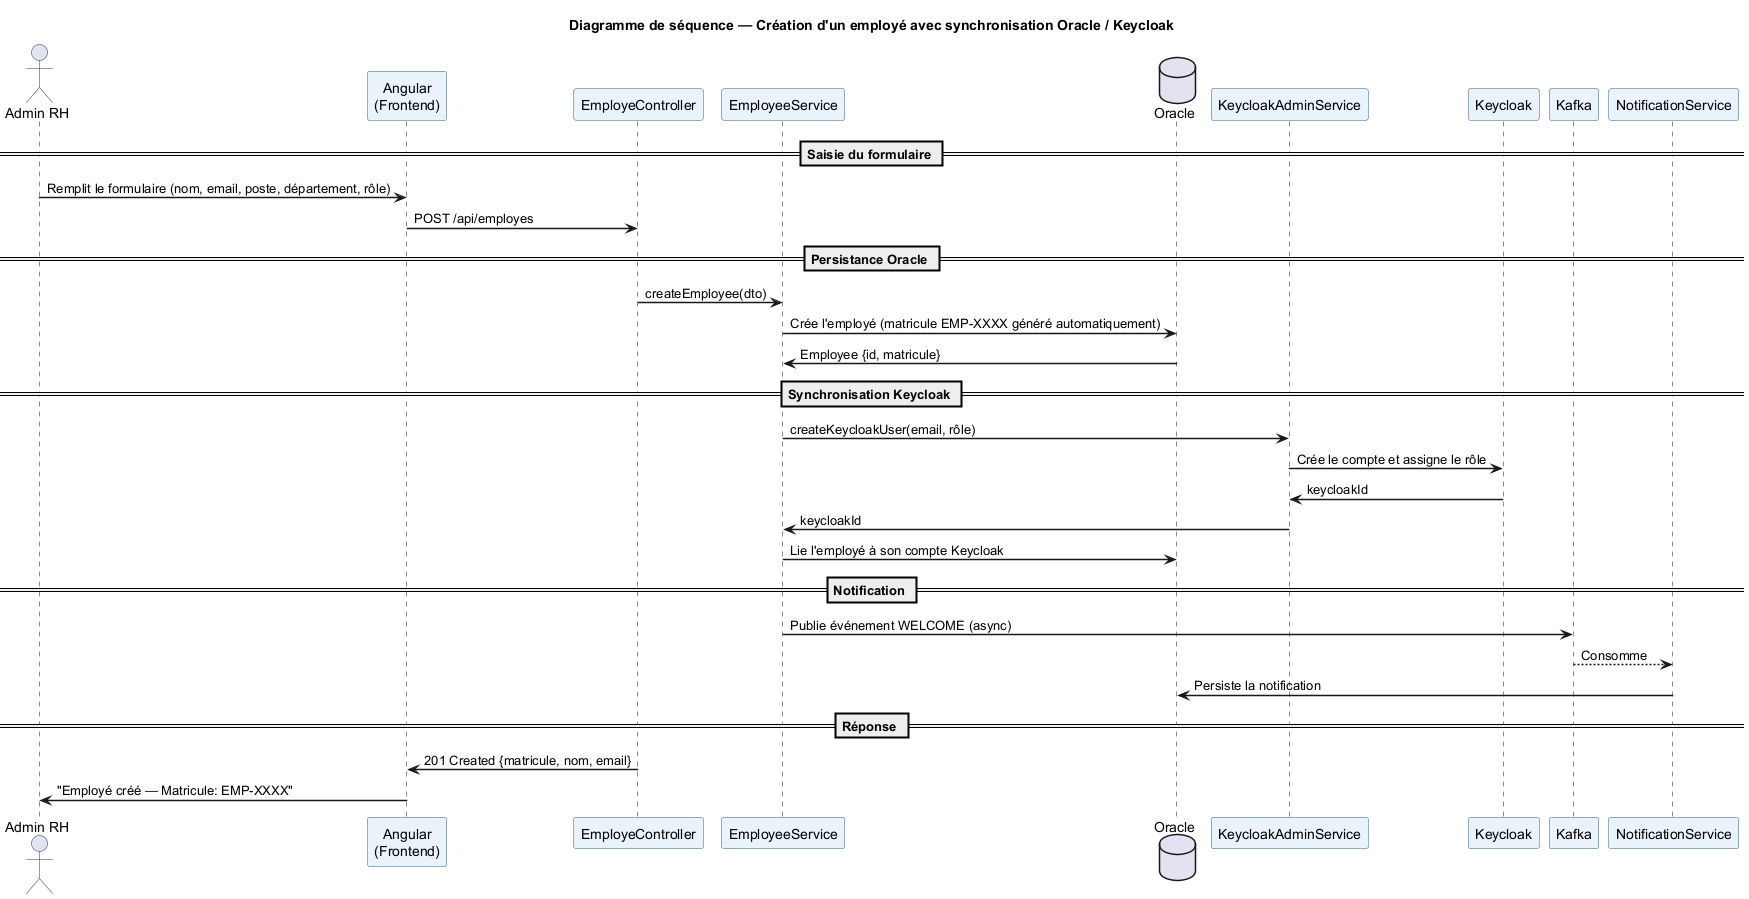 Diagramme de séquence — Création d'un employé avec synchronisation Oracle / Keycloak
Admin RH
Angular
(Frontend)
EmployeController
EmployeeService
Oracle
KeycloakAdminService
Keycloak
Kafka
NotificationService
Saisie du formulaire
Remplit le formulaire (nom, email, poste, département, rôle)
POST /api/employes
Persistance Oracle
createEmployee(dto)
Crée l'employé (matricule EMP-XXXX généré automatiquement)
Employee {id, matricule}
Synchronisation Keycloak
createKeycloakUser(email, rôle)
Crée le compte et assigne le rôle
keycloakId
keycloakId
Lie l'employé à son compte Keycloak
Notification
Publie événement WELCOME (async)
Consomme
Persiste la notification
Réponse
201 Created {matricule, nom, email}
"Employé créé — Matricule: EMP-XXXX"
Admin RH
Angular
(Frontend)
EmployeController
EmployeeService
Oracle
KeycloakAdminService
Keycloak
Kafka
NotificationService